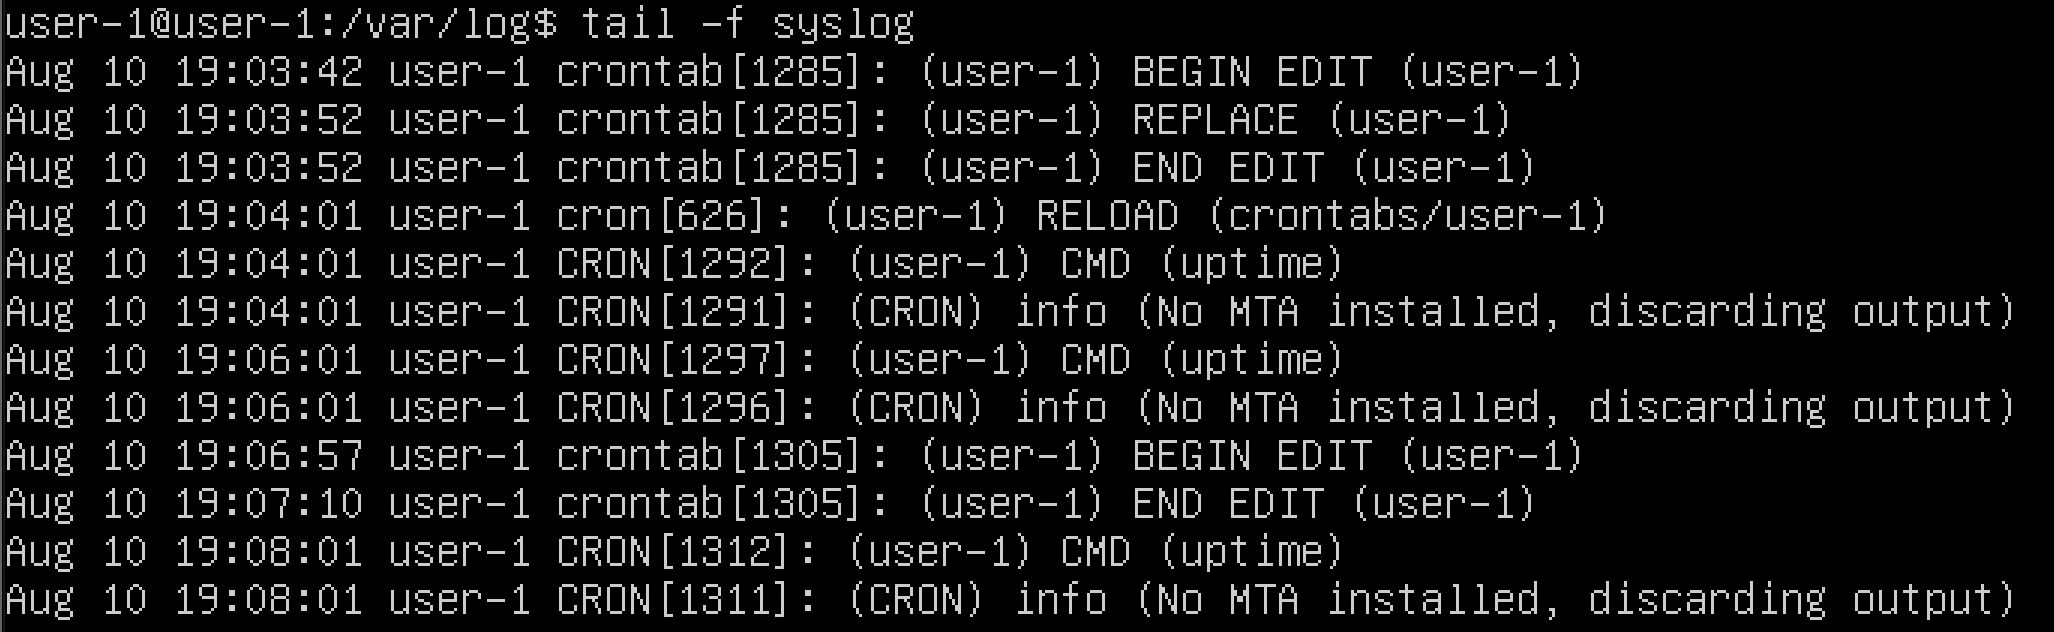 user-1@user-1:/var/log$ tail -f syslog
Aug 10 19:03:42 user-1 crontab[1285]: (user-1) BEGIN EDIT (user-1)
Aug 10 19:03:52 user-1 crontab[1285]: (user-1) REPLACE (user-1)
Aug 10 19:03:52 user-1 crontab[1285]: (user-1) END EDIT (user-1)
Aug 10 19:04:01 user-1 cron[626]: (user-1) RELOAD (crontabs/user-1)
Aug 10 19:04:01 user-1 CRON[1292]: (user-1) CMD (uptime)
Aug 10 19:04:01 user-1 CRON[1291]: (CRON) info (No MTA installed, discarding output)
Aug 10 19:06:01 user-1 CRON[1297]: (user-1) CMD (uptime)
Aug 10 19:06:01 user-1 CRON[1296]: (CRON) info (No MTA installed, discarding output)
Aug 10 19:06:57 user-1 crontab[1305]: (user-1) BEGIN EDIT (user-1)
Aug 10 19:07:10 user-1 crontab[1305]: (user-1) END EDIT (user-1)
Aug 10 19:08:01 user-1 CRON[1312]: (user-1) CMD (uptime)
Aug 10 19:08:01 user-1 CRON[1311]: (CRON) info (No MTA installed, discarding output)